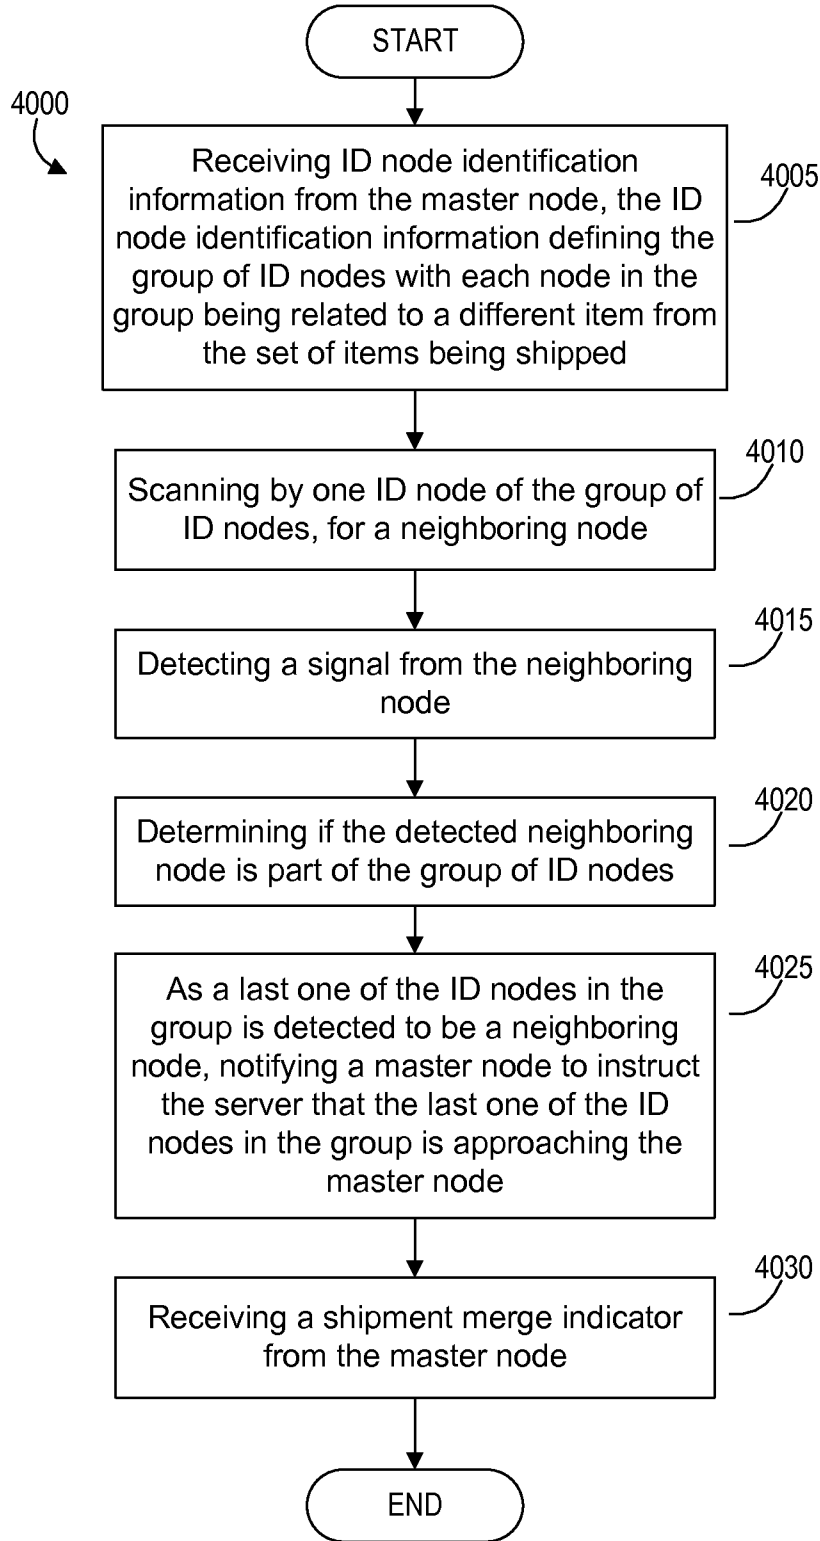 START
4000
Receiving ID node identification
information from the master node, the ID
node identification information defining the
group of ID nodes with each node in the
group being related to a different item from
the set of items being shipped
4005
Scanning by one ID node of the group of
ID nodes, for a neighboring node
4010
Detecting a signal from the neighboring
node
4015
Determining if the detected neighboring
node is part of the group of ID nodes
4020
As a last one of the ID nodes in the
group is detected to be a neighboring
node, notifying a master node to instruct
the server that the last one of the ID
nodes in the group is approaching the
master node
4025
Receiving a shipment merge indicator
from the master node
4030
END